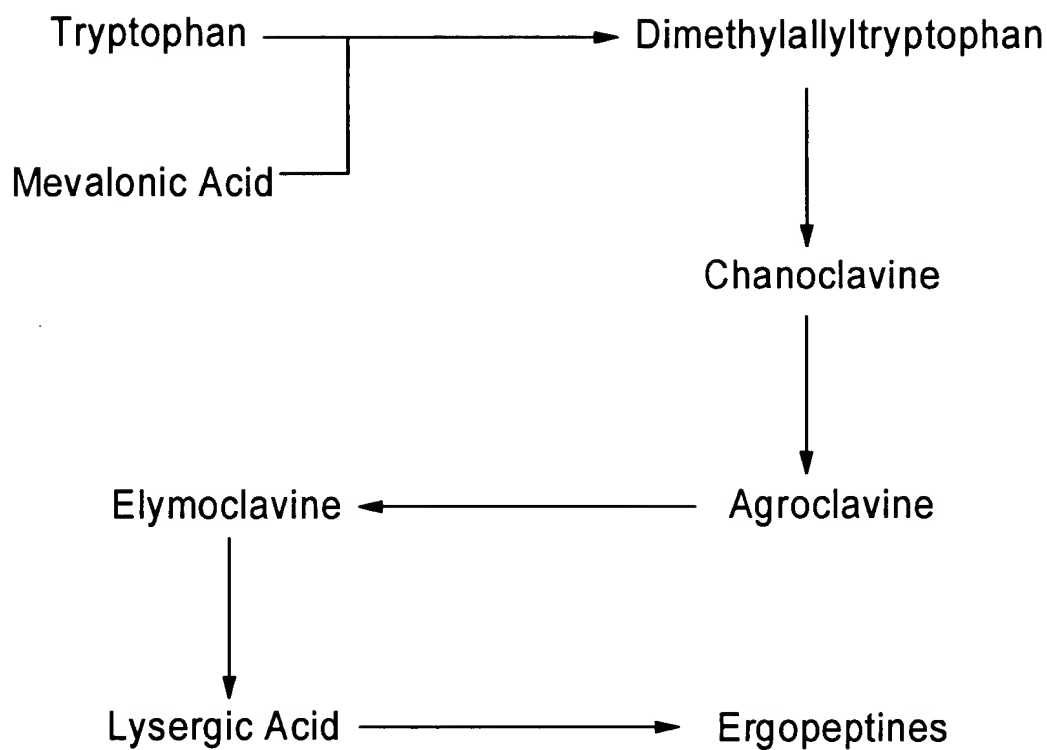 Tryptophan
Dimethylallyltryptophan
Mevalonic Acid
Chanoclavine
Elymoclavine
Agroclavine
Lysergic Acid
Ergopeptines